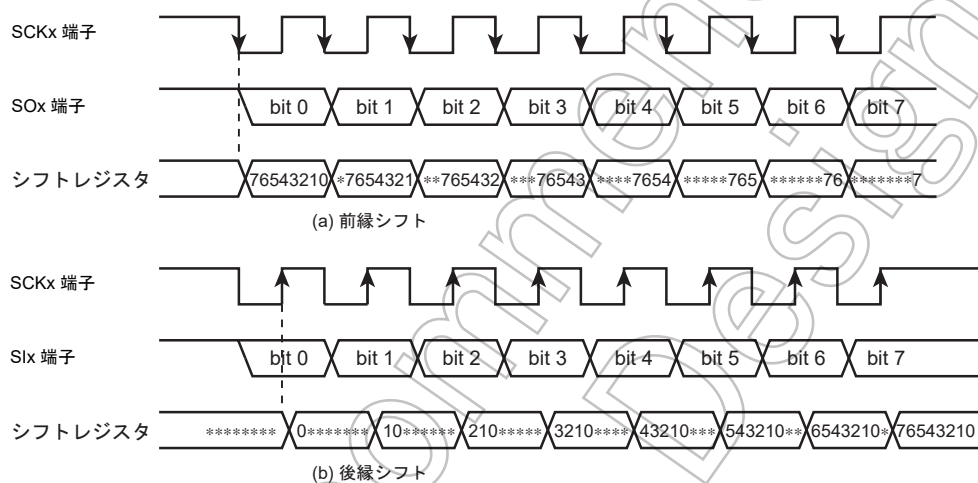 SCKx 端子
SOx 端子 bit 0 bit 1 bit 2 bit 3 bit 4 bit 5 bit 6 bit 7
シフトレジスタ 76543210 *7654321 **765432 ***76543 ****7654 *****765 ******76 *******7
(a) 前縁シフト
SCKx 端子
SIx 端子 bit 0 bit 1 bit 2 bit 3 bit 4 bit 5 bit 6 bit 7
シフトレジスタ ******** 0******* 10****** 210***** 3210**** 43210*** 543210** 6543210* 76543210
(b) 後縁シフト